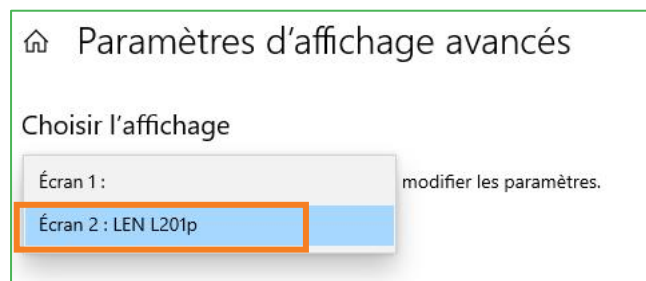 Paramètres d’affichage avancés
Choisir l’affichage
Écran 1 :
modifier les paramètres.
Écran 2 : LEN L201p